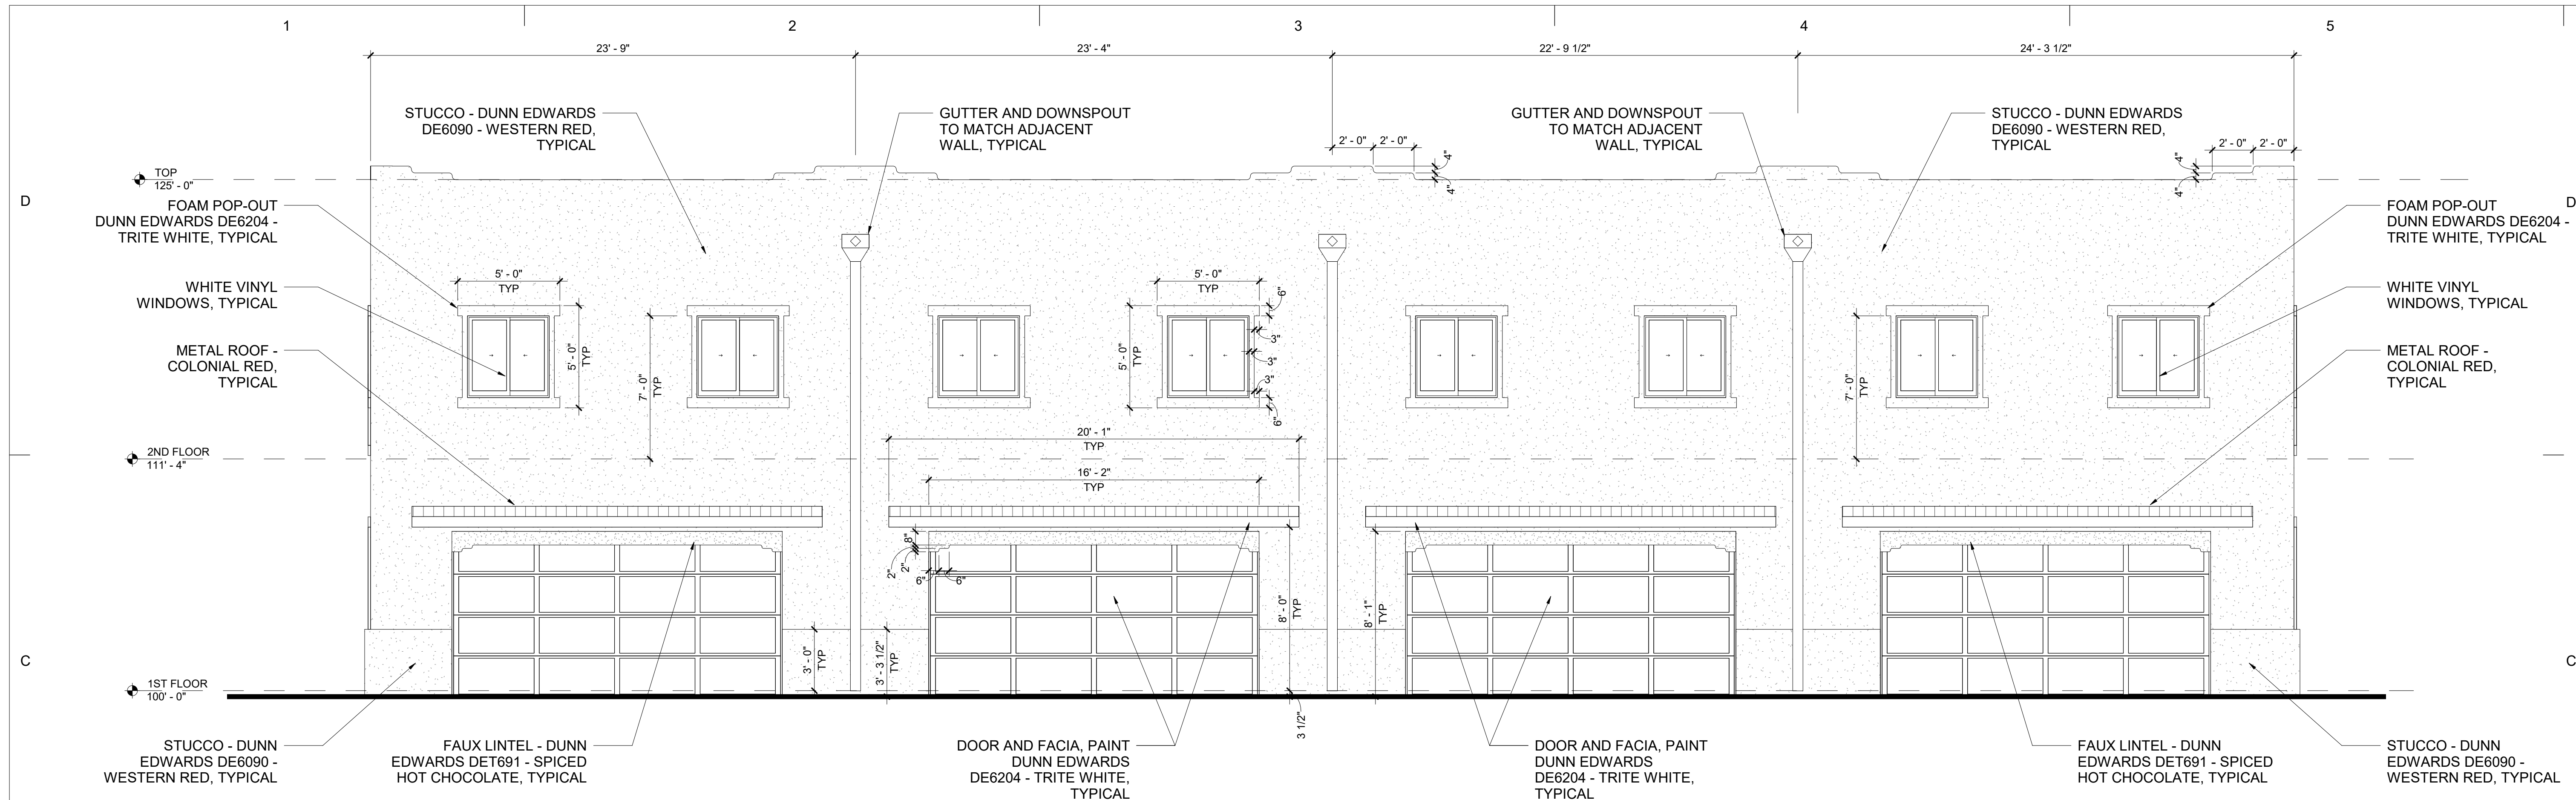 1
2
3
4
5
23' - 9"
23' - 4"
22' - 9 1/2"
24' - 3 1/2"
STUCCO - DUNN EDWARDS
DE6090 - WESTERN RED,
TYPICAL
GUTTER AND DOWNSPOUT
TO MATCH ADJACENT
WALL, TYPICAL
GUTTER AND DOWNSPOUT
TO MATCH ADJACENT
WALL, TYPICAL
STUCCO - DUNN EDWARDS
DE6090 - WESTERN RED,
TYPICAL
2' - 0"
2' - 0"
4"
4"
2' - 0"
2' - 0"
4"
4"
TOP
125' - 0"
D
D
FOAM POP-OUT
DUNN EDWARDS DE6204 -
TRITE WHITE, TYPICAL
FOAM POP-OUT
DUNN EDWARDS DE6204 -
TRITE WHITE, TYPICAL
WHITE VINYL
WINDOWS, TYPICAL
5' - 0"
TYP
5' - 0"
TYP
6"
WHITE VINYL
WINDOWS, TYPICAL
METAL ROOF -
COLONIAL RED,
TYPICAL
5' - 0"
TYP
7' - 0"
TYP
5' - 0"
TYP
3"
3"
3"
6"
7' - 0"
TYP
METAL ROOF -
COLONIAL RED,
TYPICAL
20' - 1"
TYP
2ND FLOOR
111' - 4"
16' - 2"
TYP
8"
2"
2"
6"
6"
8' - 0"
TYP
8' - 1"
TYP
3' - 0"
TYP
3' 3 1/2"
TYP
C
C
1ST FLOOR
100' - 0"
3 1/2"
STUCCO - DUNN
EDWARDS DE6090 -
WESTERN RED, TYPICAL
FAUX LINTEL - DUNN
EDWARDS DET691 - SPICED
HOT CHOCOLATE, TYPICAL
DOOR AND FACIA, PAINT
DUNN EDWARDS
DE6204 - TRITE WHITE,
TYPICAL
DOOR AND FACIA, PAINT
DUNN EDWARDS
DE6204 - TRITE WHITE,
TYPICAL
FAUX LINTEL - DUNN
EDWARDS DET691 - SPICED
HOT CHOCOLATE, TYPICAL
STUCCO - DUNN
EDWARDS DE6090 -
WESTERN RED, TYPICAL